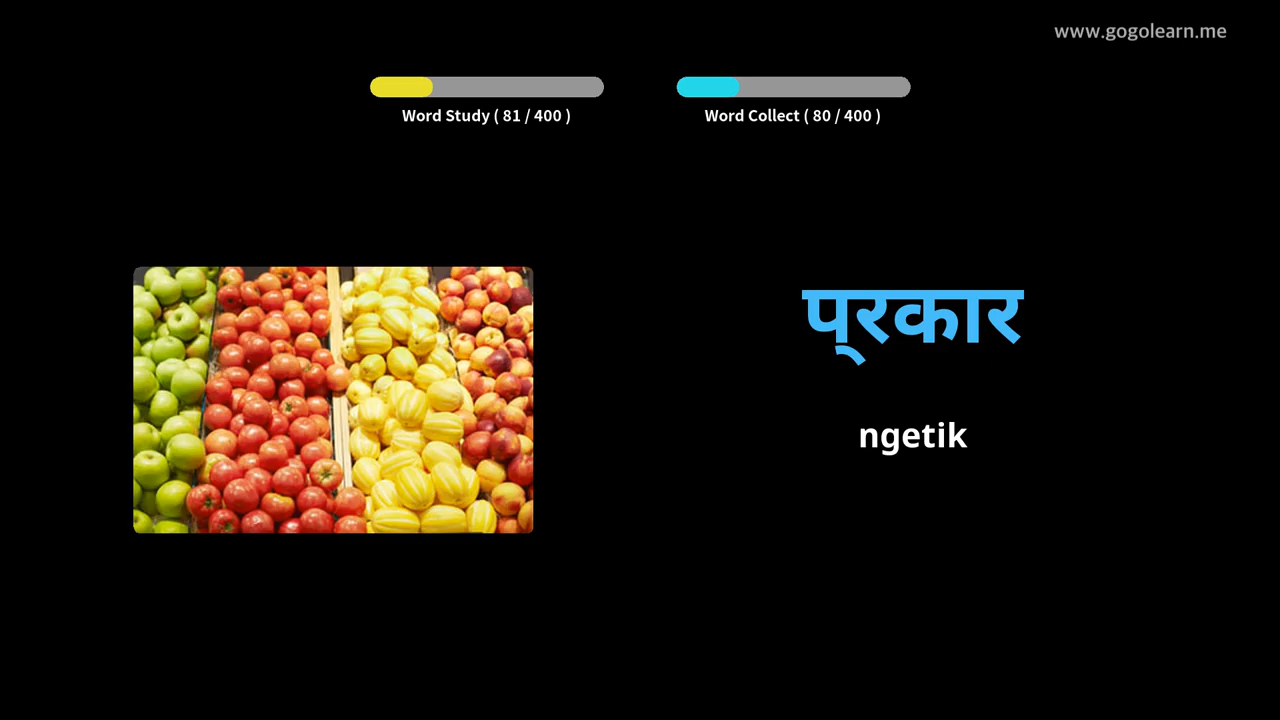 www.gogolearn.me
Word Study ( 81 / 400 )
Word Collect ( 80 / 400 )
प्रकार
ngetik